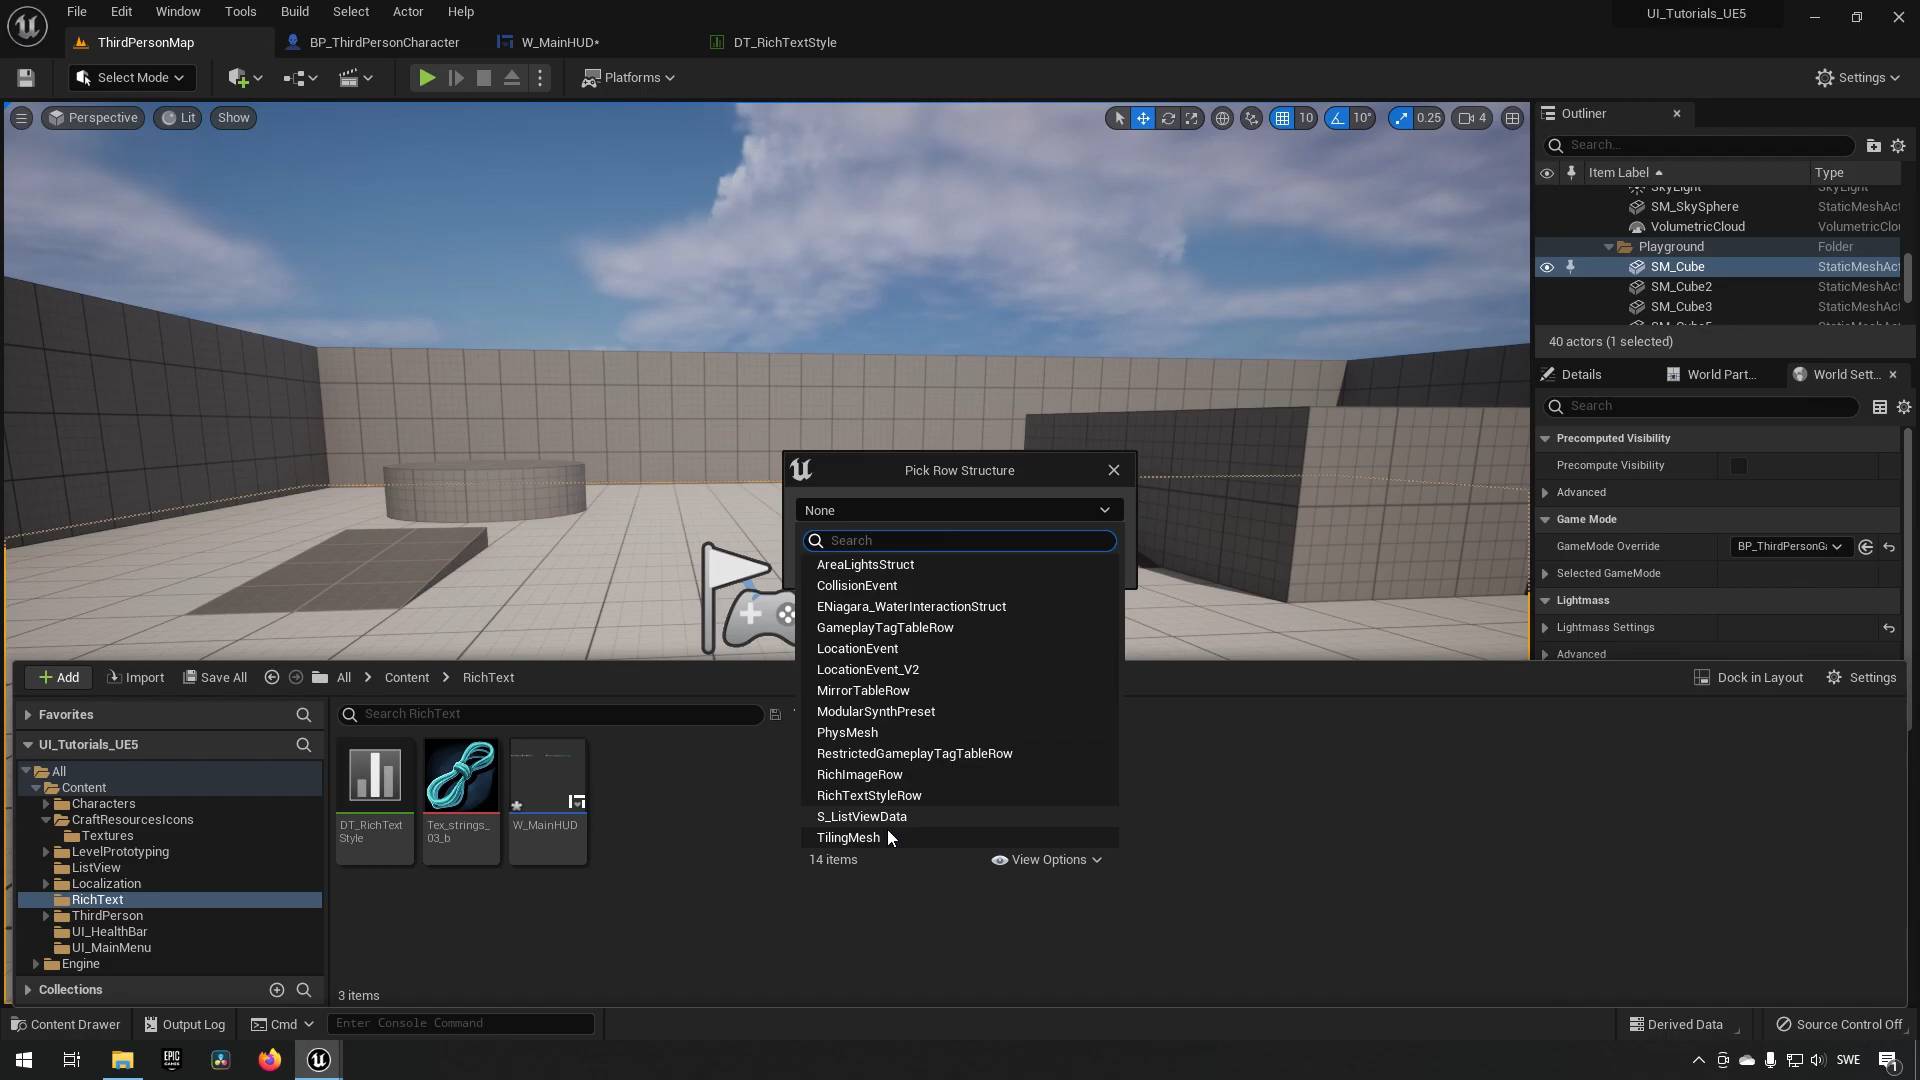 File Edit Window Tools Build Select Actor Help
UI_Tutorials_UE5
ThirdPersonMap
BP_ThirdPersonCharacter
W_MainHUD*
DT_RichTextStyle
Select Mode
Platforms
Settings
Perspective
Lit
Show
10
10°
0.25
4
Outliner
Search...
Item Label
Type
SkyLight SkyLight
SM_SkySphere StaticMeshAct
VolumetricCloud VolumetricClou
Playground Folder
SM_Cube StaticMeshAct
SM_Cube2 StaticMeshAct
SM_Cube3 StaticMeshAct
40 actors (1 selected)
Details
World Part...
World Sett...
Search
Precomputed Visibility
Precompute Visibility
Advanced
Game Mode
GameMode Override BP_ThirdPersonGa
Selected GameMode
Lightmass
Lightmass Settings
Advanced
Pick Row Structure
None
Search
AreaLightsStruct
CollisionEvent
ENiagara_WaterInteractionStruct
GameplayTagTableRow
LocationEvent
LocationEvent_V2
MirrorTableRow
ModularSynthPreset
PhysMesh
RestrictedGameplayTagTableRow
RichImageRow
RichTextStyleRow
S_ListViewData
TilingMesh
14 items
View Options
Add
Import
Save All
All
Content
RichText
Dock in Layout
Settings
Favorites
Search RichText
UI_Tutorials_UE5
All
Content
Characters
CraftResourcesIcons
Textures
LevelPrototyping
ListView
Localization
RichText
ThirdPerson
UI_HealthBar
UI_MainMenu
Engine
Collections
DT_RichText
Style
Tex_strings_
03_b
W_MainHUD
3 items
Content Drawer
Output Log
Cmd
Enter Console Command
Derived Data
Source Control Off
EPIC
GAMES
SWE
1